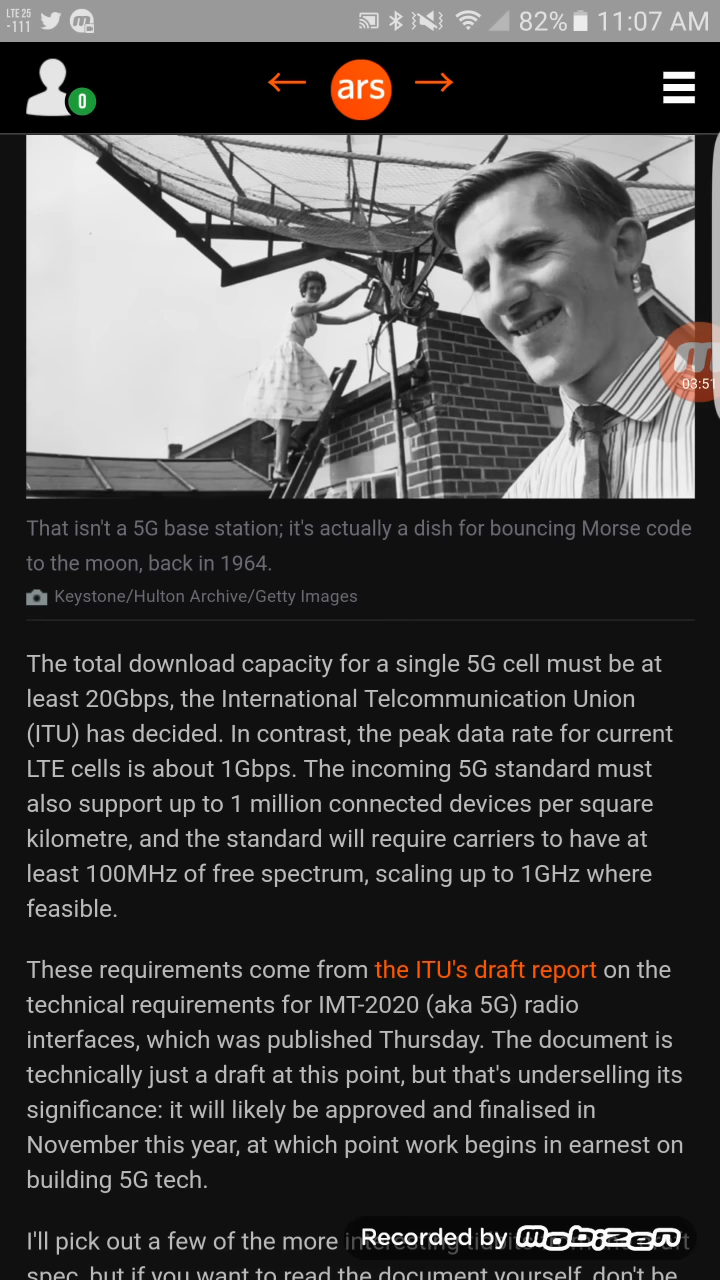 LTE 25
-111
82%
11:07 AM
0
ars
m
03:51
That isn't a 5G base station; it's actually a dish for bouncing Morse code
to the moon, back in 1964.
Keystone/Hulton Archive/Getty Images
The total download capacity for a single 5G cell must be at
least 20Gbps, the International Telcommunication Union
(ITU) has decided. In contrast, the peak data rate for current
LTE cells is about 1Gbps. The incoming 5G standard must
also support up to 1 million connected devices per square
kilometre, and the standard will require carriers to have at
least 100MHz of free spectrum, scaling up to 1GHz where
feasible.
These requirements come from the ITU's draft report on the
technical requirements for IMT-2020 (aka 5G) radio
interfaces, which was published Thursday. The document is
technically just a draft at this point, but that's underselling its
significance: it will likely be approved and finalised in
November this year, at which point work begins in earnest on
building 5G tech.
I'll pick out a few of the more interesting tidbits
Recorded by mobizen
spec, but if you want to read the document yourself, don't be